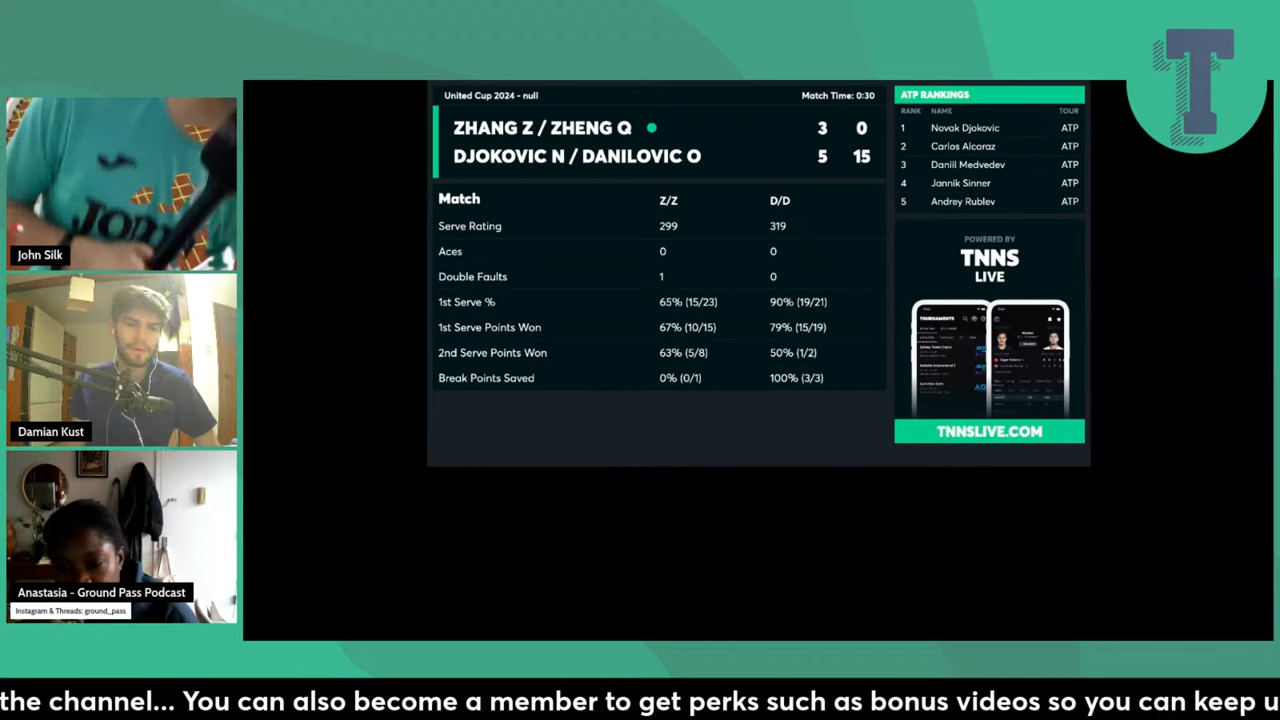 United Cup 2024 - null
Match Time: 0:30
ZHANG Z / ZHENG Q 3 0
DJOKOVIC N / DANILOVIC O 5 15
Match Z/Z D/D
Serve Rating 299 319
Aces 0 0
Double Faults 1 0
1st Serve % 65% (15/23) 90% (19/21)
1st Serve Points Won 67% (10/15) 79% (15/19)
2nd Serve Points Won 63% (5/8) 50% (1/2)
Break Points Saved 0% (0/1) 100% (3/3)
ATP RANKINGS
RANK NAME TOUR
1 Novak Djokovic ATP
2 Carlos Alcaraz ATP
3 Daniil Medvedev ATP
4 Jannik Sinner ATP
5 Andrey Rublev ATP
POWERED BY
TNNS
LIVE
TOURNAMENTS
TNNSLIVE.COM
T
Joma
John Silk
Damian Kust
Anastasia - Ground Pass Podcast
Instagram & Threads: ground_pass
the channel... You can also become a member to get perks such as bonus videos so you can keep u